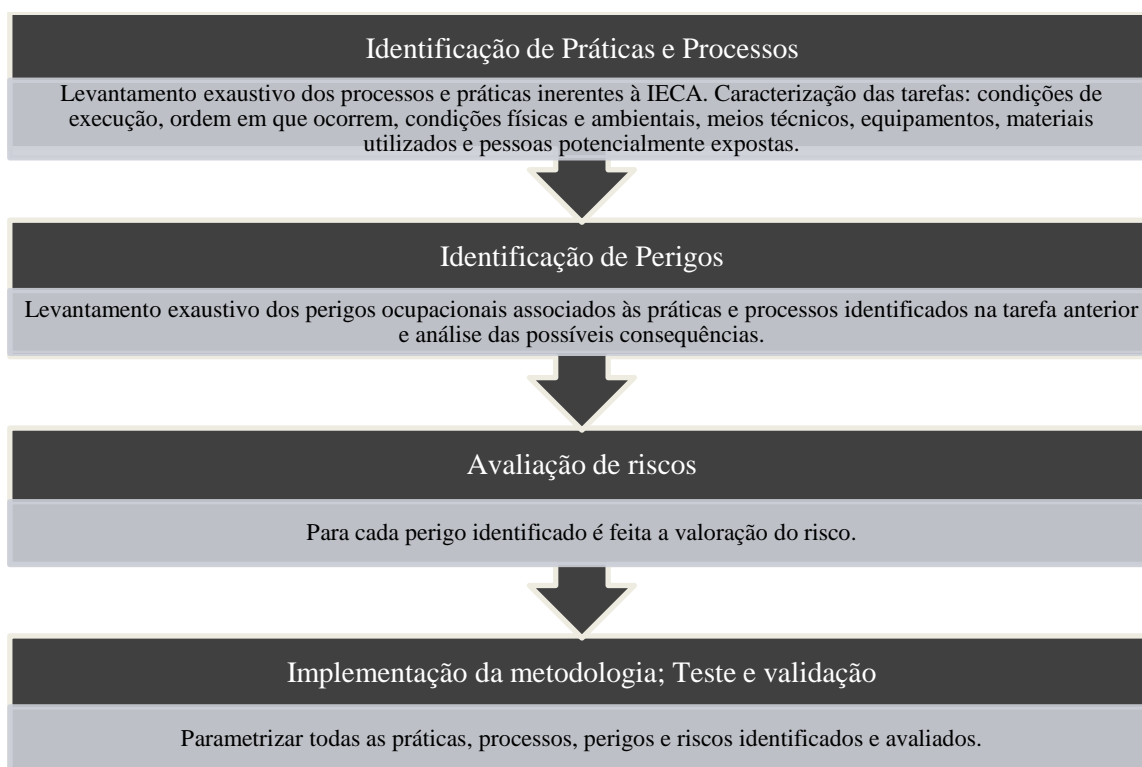 Identificação de Práticas e Processos
Levantamento exaustivo dos processos e práticas inerentes à IECA. Caracterização das tarefas: condições de
execução, ordem em que ocorrem, condições físicas e ambientais, meios técnicos, equipamentos, materiais
utilizados e pessoas potencialmente expostas.
Identificação de Perigos
Levantamento exaustivo dos perigos ocupacionais associados às práticas e processos identificados na tarefa anterior
e análise das possíveis consequências.
Avaliação de riscos
Para cada perigo identificado é feita a valoração do risco.
Implementação da metodologia; Teste e validação
Parametrizar todas as práticas, processos, perigos e riscos identificados e avaliados.